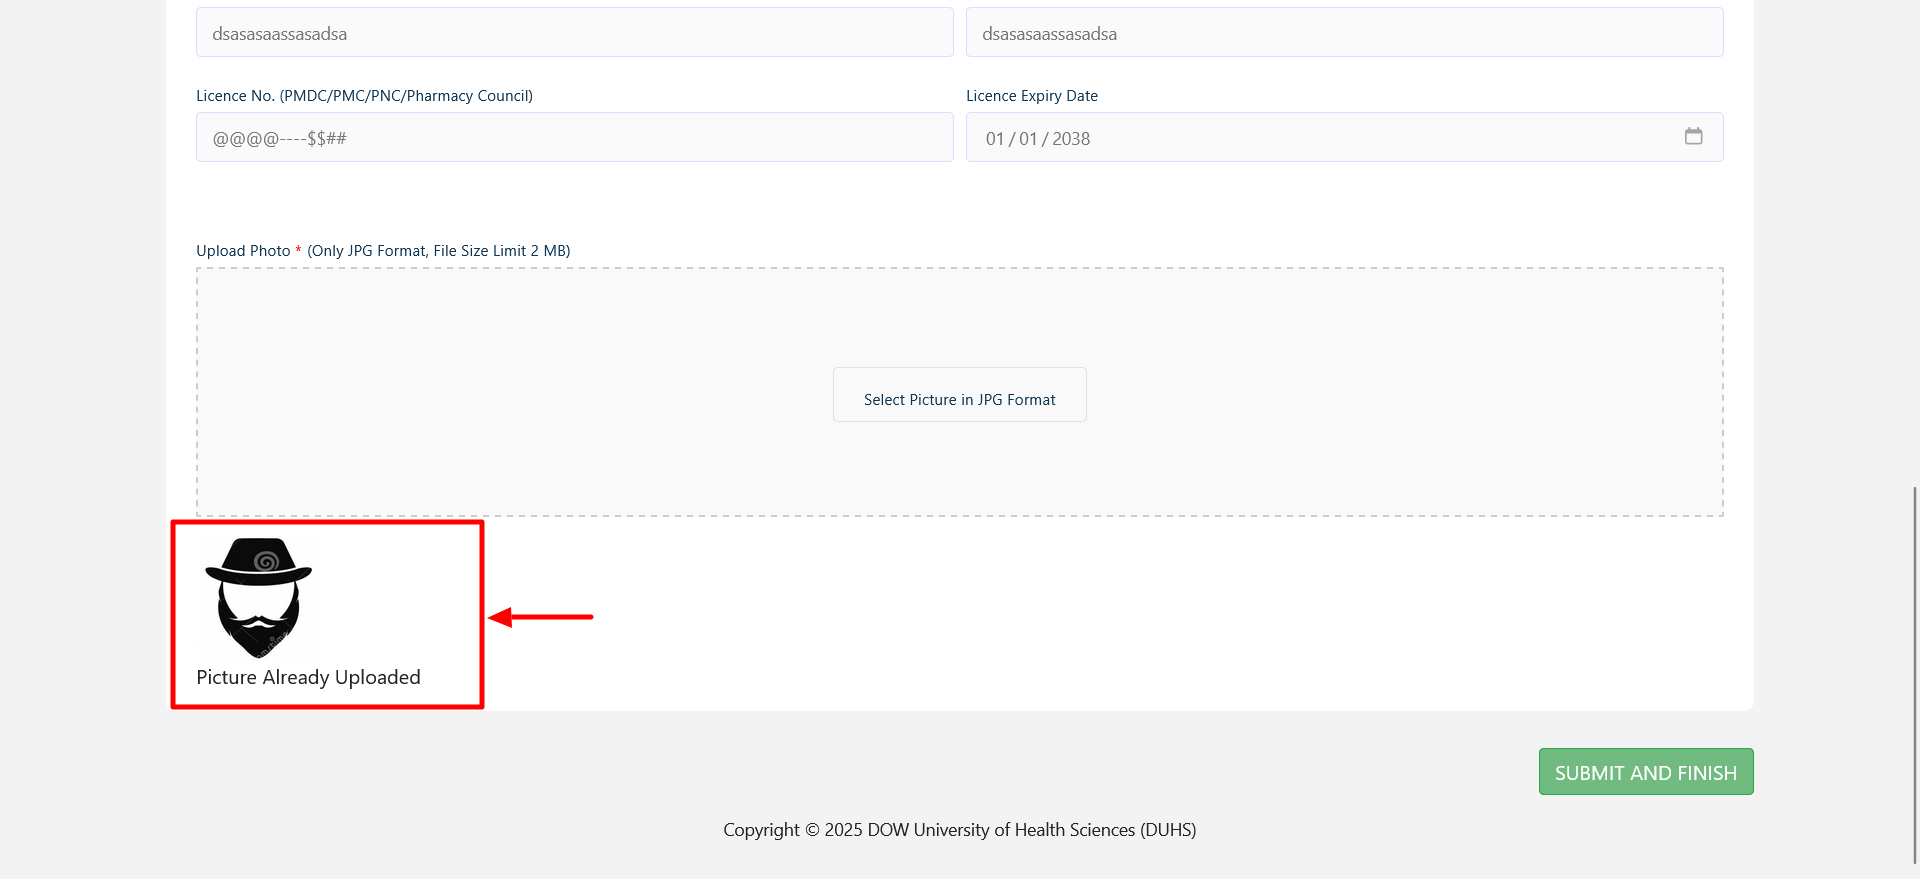 dsasasaassasadsa
dsasasaassasadsa
Licence No. (PMDC/PMC/PNC/Pharmacy Council)
Licence Expiry Date
@@@@----$$##
01 / 01 / 2038
Upload Photo * (Only JPG Format, File Size Limit 2 MB)
Select Picture in JPG Format
Picture Already Uploaded
SUBMIT AND FINISH
Copyright © 2025 DOW University of Health Sciences (DUHS)